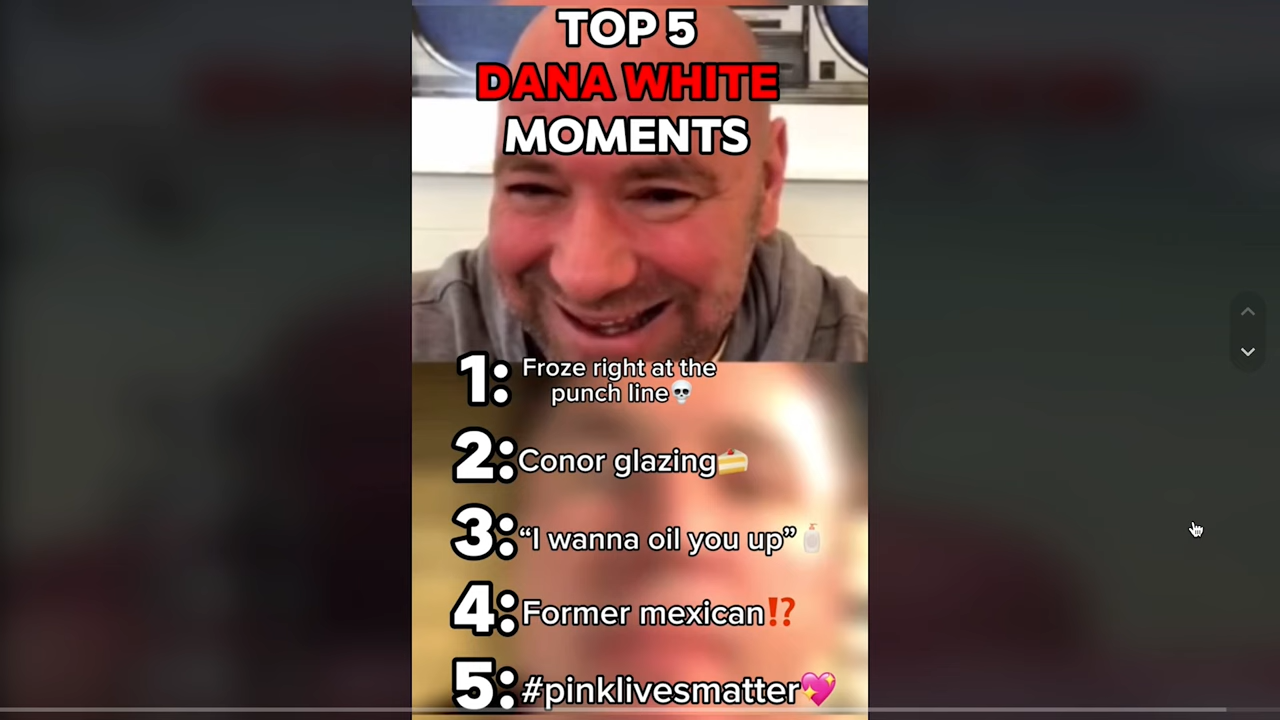 TOP 5
DANA WHITE
MOMENTS
1: Froze right at the
punch line💀
2: Conor glazing🍰
3: “I wanna oil you up”🧴
4: Former mexican⁉️
5: #pinklivesmatter💖